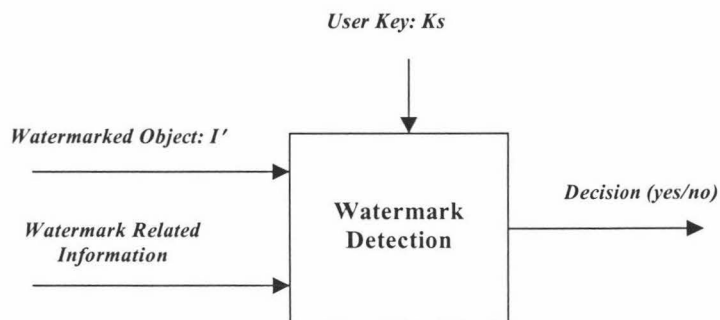 User Key: Ks
Watermarked Object: I'
Watermark
Detection
Decision (yes/no)
Watermark Related
Information